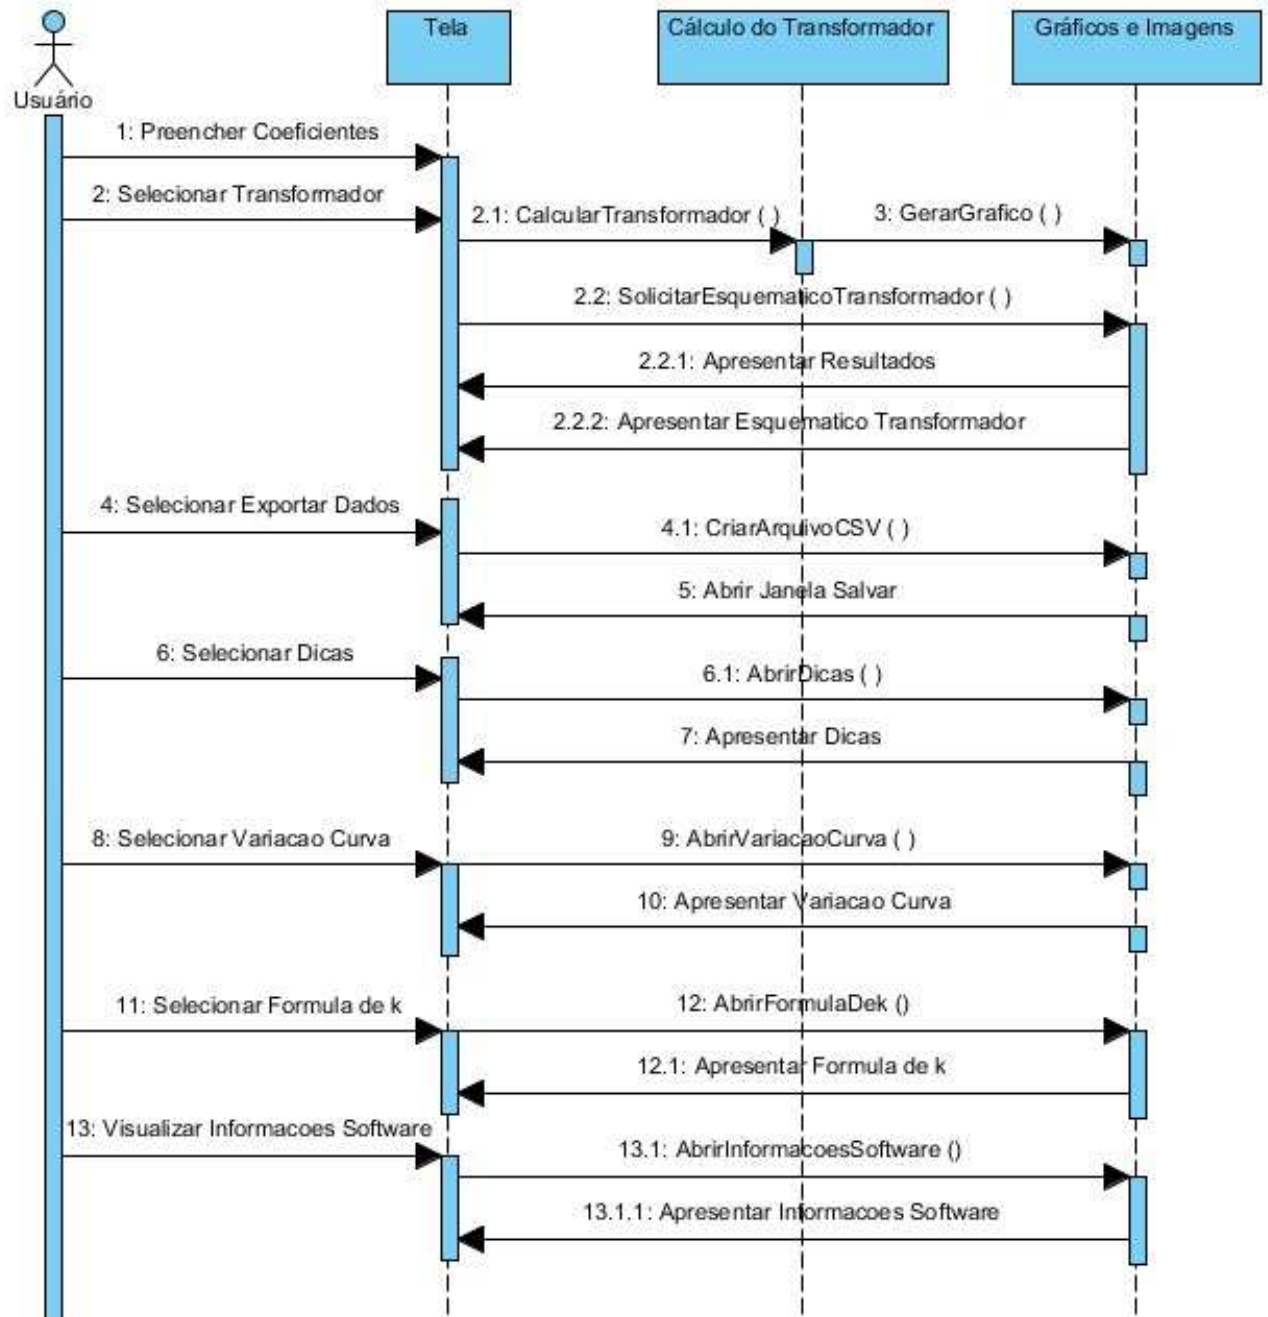 Tela
Cálculo do Transformador
Gráficos e Imagens
Usuário
1: Preencher Coeficientes
2: Selecionar Transformador
2.1: CalcularTransformador ( )
3: GerarGrafico ( )
2.2: SolicitarEsquematicoTransformador ( )
2.2.1: Apresentar Resultados
2.2.2: Apresentar Esquematico Transformador
4: Selecionar Exportar Dados
4.1: CriarArquivoCSV ( )
5: Abrir Janela Salvar
6: Selecionar Dicas
6.1: AbrirDicas ( )
7: Apresentar Dicas
8: Selecionar Variacao Curva
9: AbrirVariacaoCurva ( )
10: Apresentar Variacao Curva
11: Selecionar Formula de k
12: AbrirFormulaDek ()
12.1: Apresentar Formula de k
13: Visualizar Informacoes Software
13.1: AbrirInformacoesSoftware ()
13.1.1: Apresentar Informacoes Software